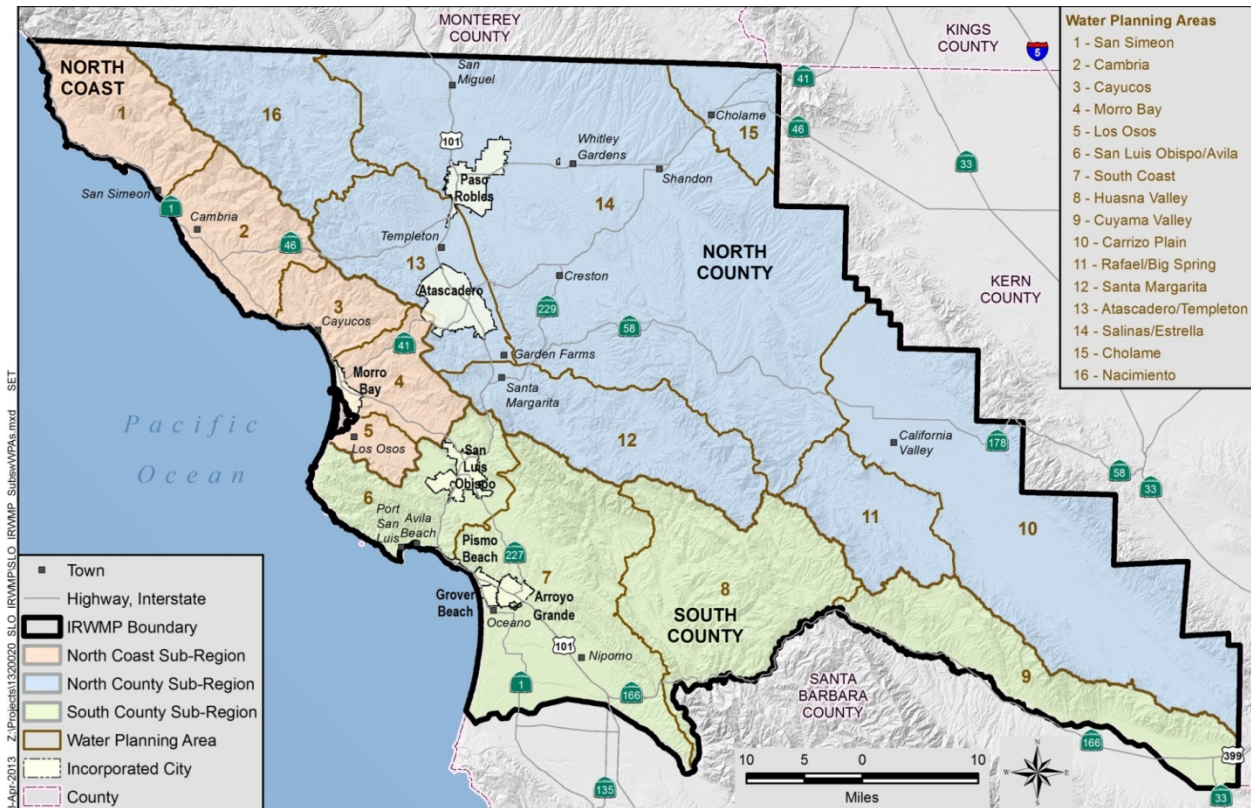 MONTEREY
COUNTY
KINGS
COUNTY
5
Water Planning Areas
1 - San Simeon
2 - Cambria
3 - Cayucos
4 - Morro Bay
5 - Los Osos
6 - San Luis Obispo/Avila
7 - South Coast
8 - Huasna Valley
9 - Cuyama Valley
10 - Carrizo Plain
11 - Rafael/Big Spring
12 - Santa Margarita
13 - Atascadero/Templeton
14 - Salinas/Estrella
15 - Cholame
16 - Nacimiento
NORTH
COAST
1
16
San
Miguel
101
Cholame
15
41
46
33
Whitley
Gardens
Shandon
Paso
Robles
14
San Simeon
1
Cambria
2
46
Templeton
13
NORTH
COUNTY
Atascadero
Creston
229
58
KERN
COUNTY
3
Cayucos
41
Garden Farms
Morro
Bay
4
Santa
Margarita
Pacific
Ocean
5
Los Osos
12
California
Valley
178
58
33
San
Luis
Obispo
6
Port
San
Luis
Avila
Beach
11
10
Pismo
Beach
227
7
8
Grover
Beach
Arroyo
Grande
Oceano
SOUTH
COUNTY
101
Nipomo
1
166
SANTA
BARBARA
COUNTY
9
166
399
33
135
Town
Highway, Interstate
IRWMP Boundary
North Coast Sub-Region
North County Sub-Region
South County Sub-Region
Water Planning Area
Incorporated City
County
10 5 0 10
Miles
N
W E
S
-Apr-2013 Z:\Projects\1320020_SLO_IRWMP\SLO_IRWMP_SubswWPAs.mxd SET